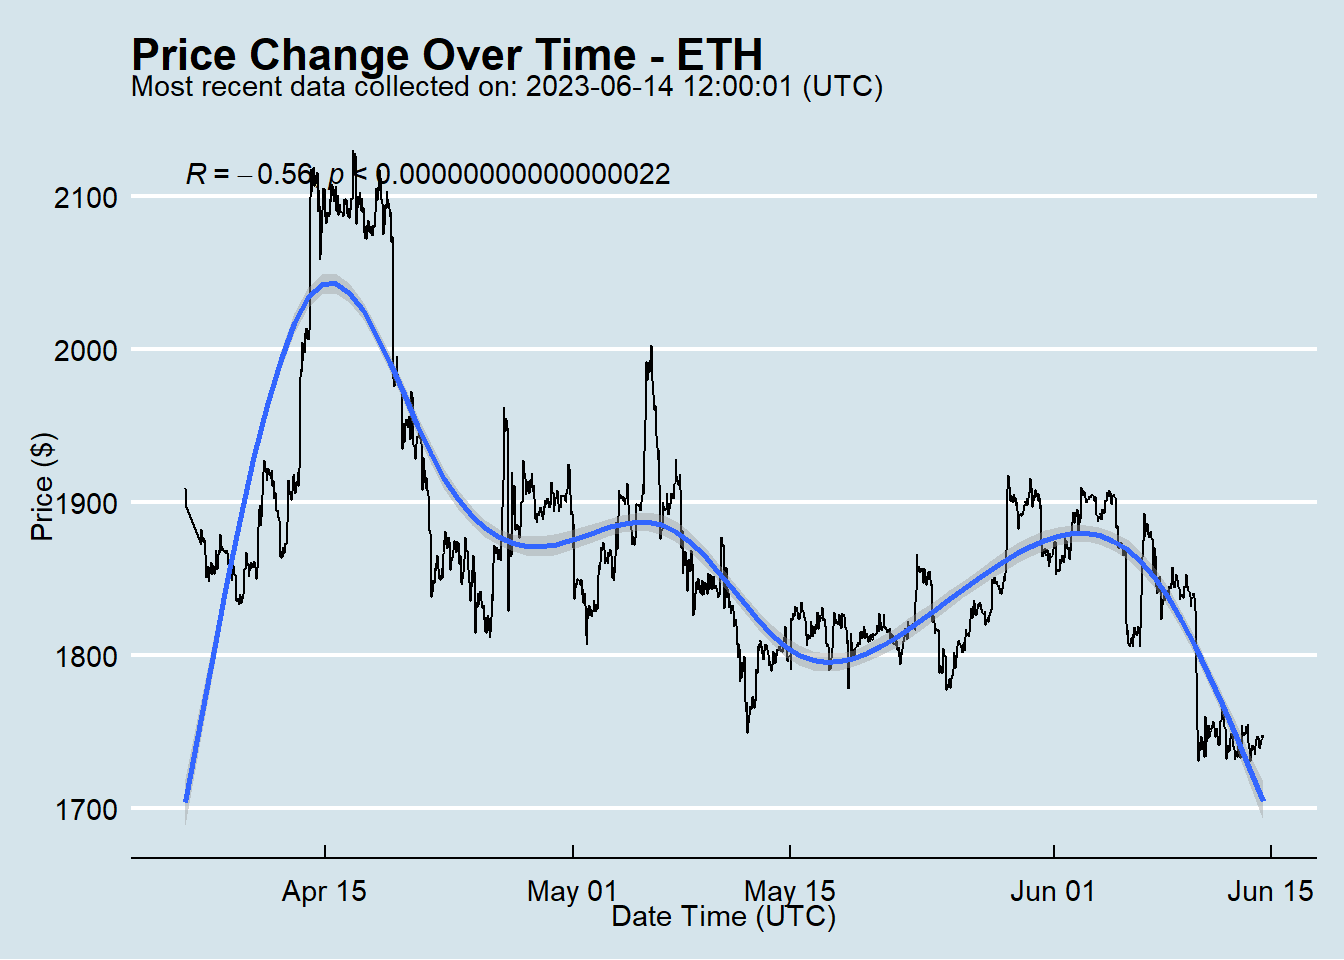 Price Change Over Time - ETH
Most recent data collected on: 2023-06-14 12:00:01 (UTC)
R = −0.56, p < 0.00000000000000022
2100
2000
1900
1800
1700
Price ($)
Apr 15 May 01 May 15 Jun 01 Jun 15
Date Time (UTC)